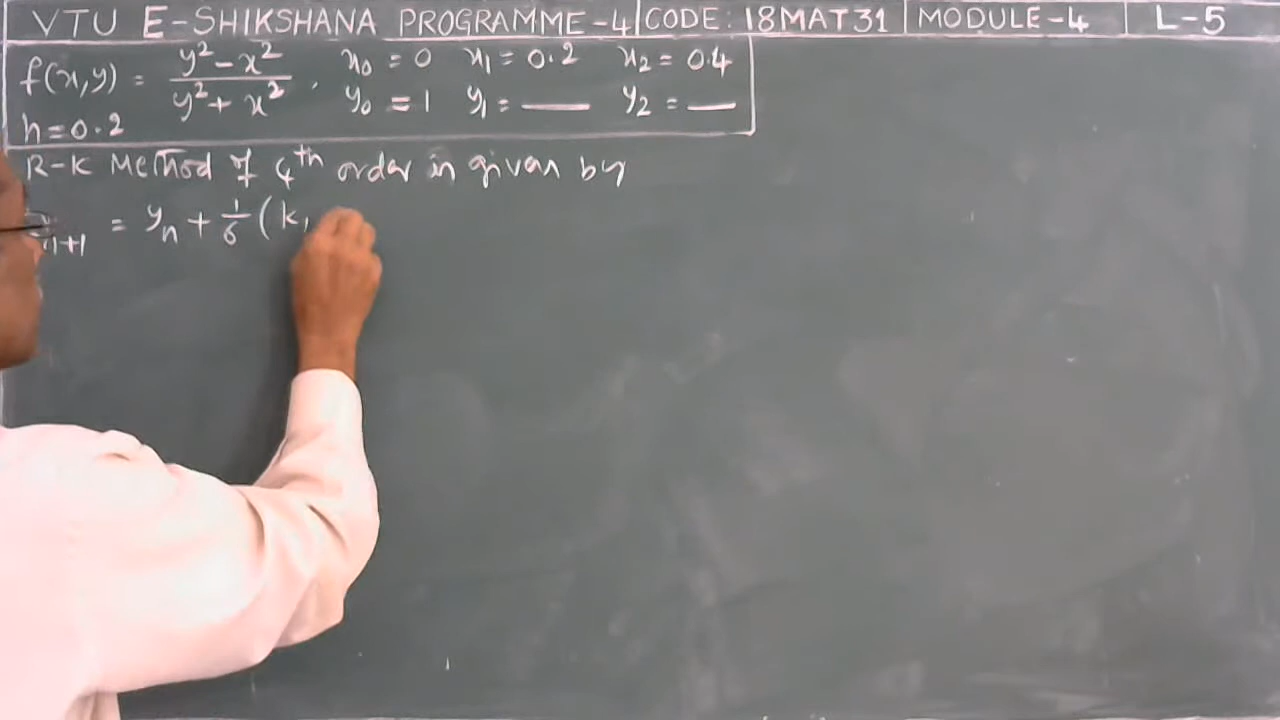 VTU E-SHIKSHANA PROGRAMME-4 | CODE: 18MAT31 | MODULE-4 | L-5
f(x,y) = (y² - x²)/(y² + x²), x₀ = 0 x₁ = 0.2 x₂ = 0.4
y₀ = 1 y₁ = ___ y₂ = __
h = 0.2
R-K Method of 4th order is given by
n+1 = yₙ + 1/6 (k₁